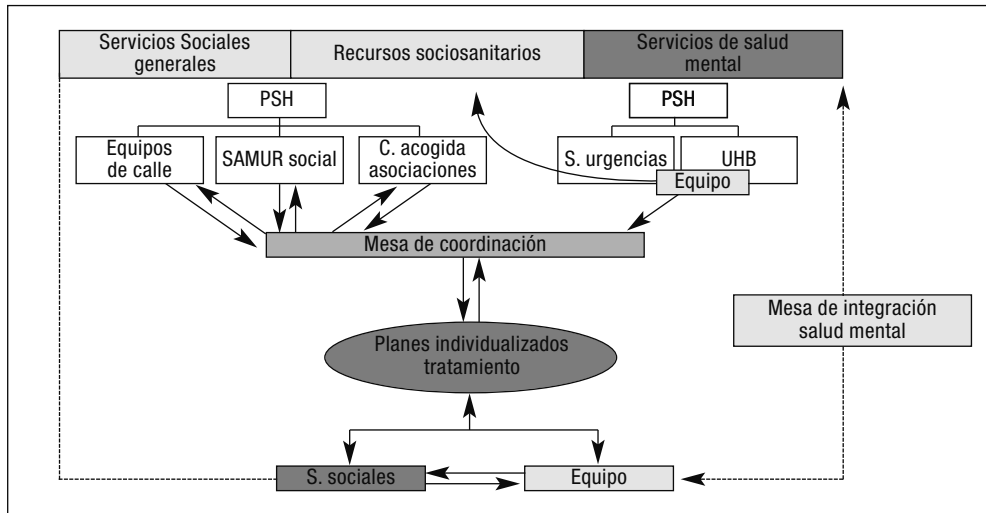 Servicios Sociales
generales
Recursos sociosanitarios
Servicios de salud
mental
PSH
PSH
Equipos
de calle
SAMUR social
C. acogida
asociaciones
S. urgencias
UHB
Equipo
Mesa de coordinación
Mesa de integración
salud mental
Planes individualizados
tratamiento
S. sociales
Equipo